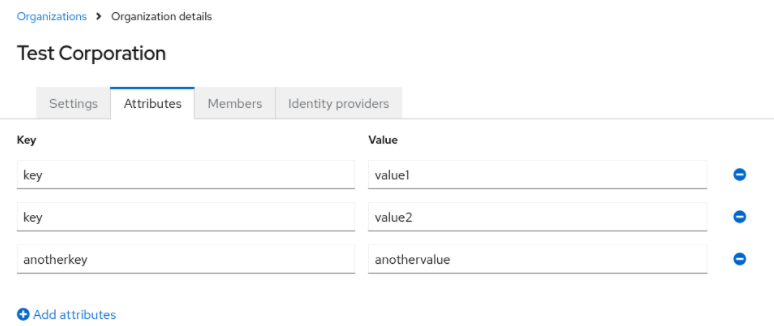 Organizations > Organization details
Test Corporation
Settings Attributes Members Identity providers
Key Value
key value1
key value2
anotherkey anothervalue
Add attributes